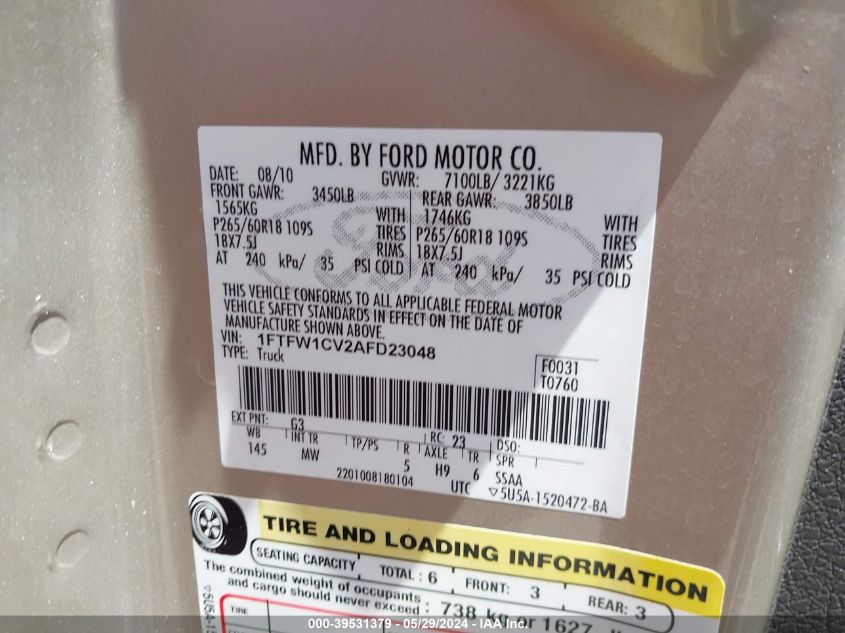 MFD. BY FORD MOTOR CO.
DATE: 08/10 GVWR: 7100LB/ 3221KG
FRONT GAWR: 3450LB REAR GAWR: 3850LB
1565KG WITH 1746KG WITH
P265/60R18 109S TIRES P265/60R18 109S TIRES
18X7.5J RIMS 18X7.5J RIMS
AT 240 kPa/ 35 PSI COLD AT 240 kPa/ 35 PSI COLD
THIS VEHICLE CONFORMS TO ALL APPLICABLE FEDERAL MOTOR
VEHICLE SAFETY STANDARDS IN EFFECT ON THE DATE OF
MANUFACTURE SHOWN ABOVE.
VIN: 1FTFW1CV2AFD23048
TYPE: Truck
F0031
T0760
EXT PNT: G3 RC: 23 DSO:
WB INT TR TP/PS R AXLE TR SPR
145 MW 5 H9 6 SSAA
2201008180104 UTC ▽5U5A-1520472-BA
TIRE AND LOADING INFORMATION
SEATING CAPACITY TOTAL: 6 FRONT: 3 REAR: 3
The combined weight of occupants
and cargo should never exceed : 738 kg or 1627
TIRE
000-39531379 - 05/29/2024 - IAA Inc.